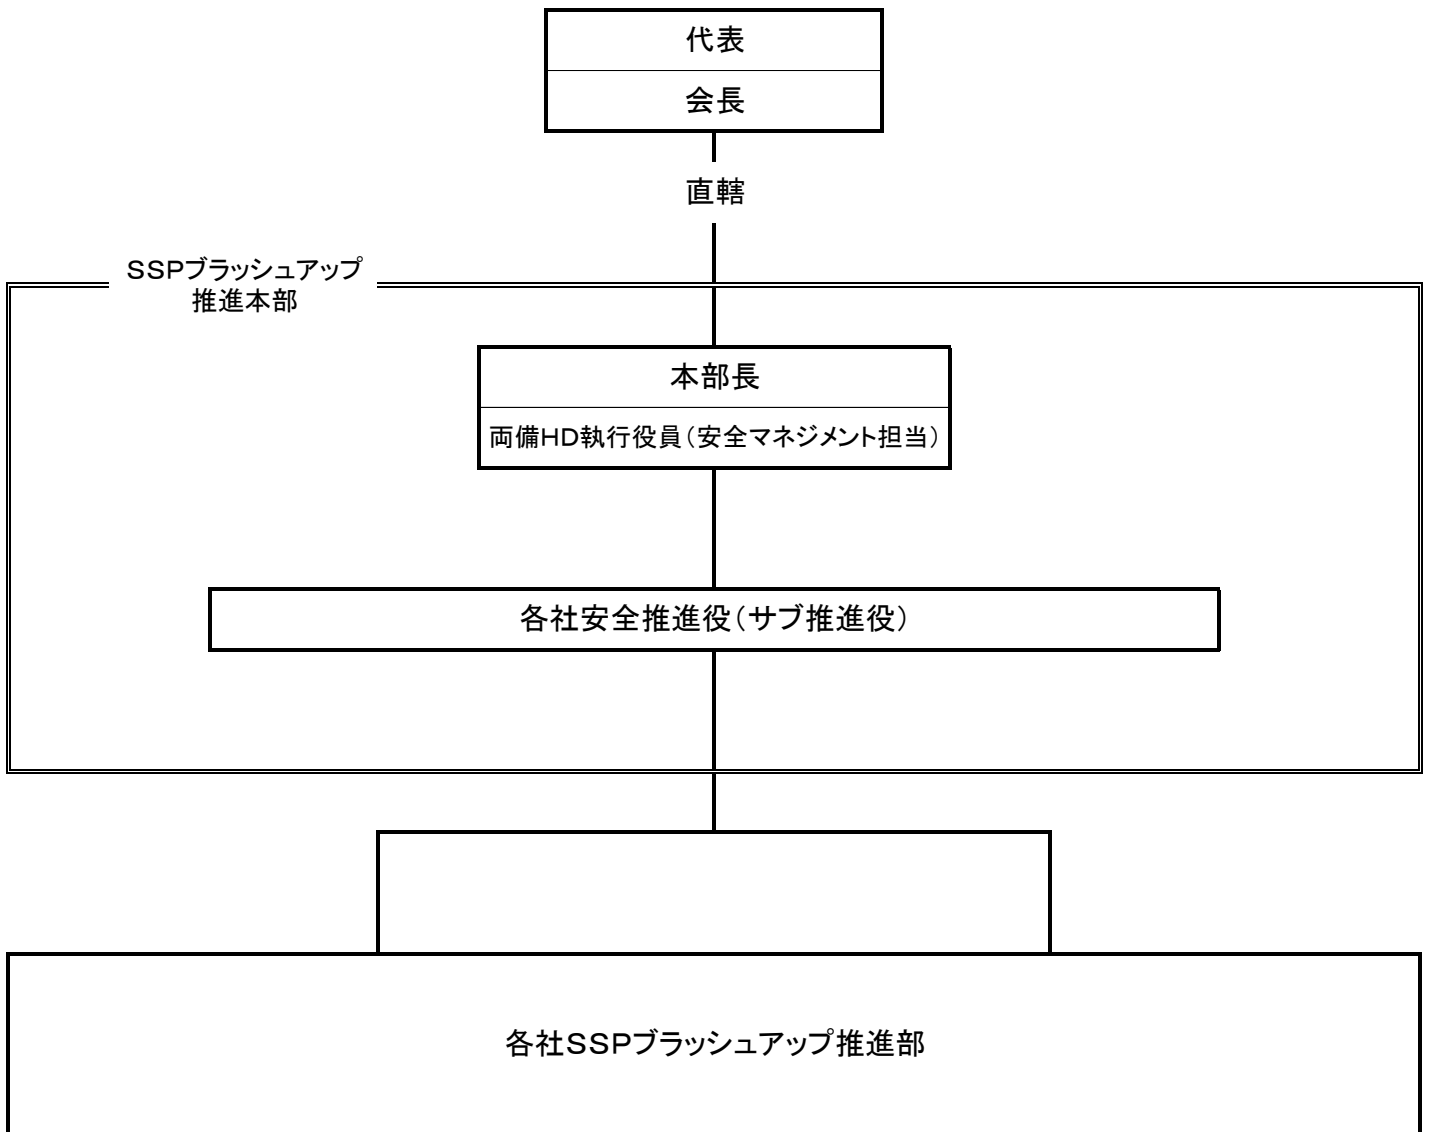 代表
会長
直轄
SSPブラッシュアップ
推進本部
本部長
両備HD執行役員（安全マネジメント担当）
各社安全推進役（サブ推進役）
各社SSPブラッシュアップ推進部